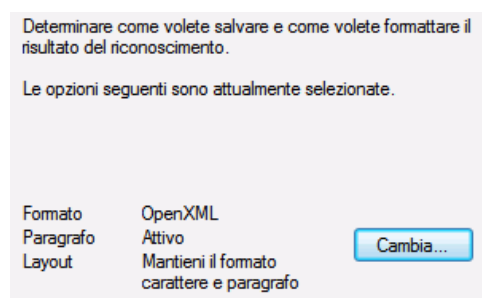 Determinare come volete salvare e come volete formattare il
risultato del riconoscimento.
Le opzioni seguenti sono attualmente selezionate.
Formato OpenXML
Paragrafo Attivo
Cambia...
Layout Mantieni il formato
carattere e paragrafo